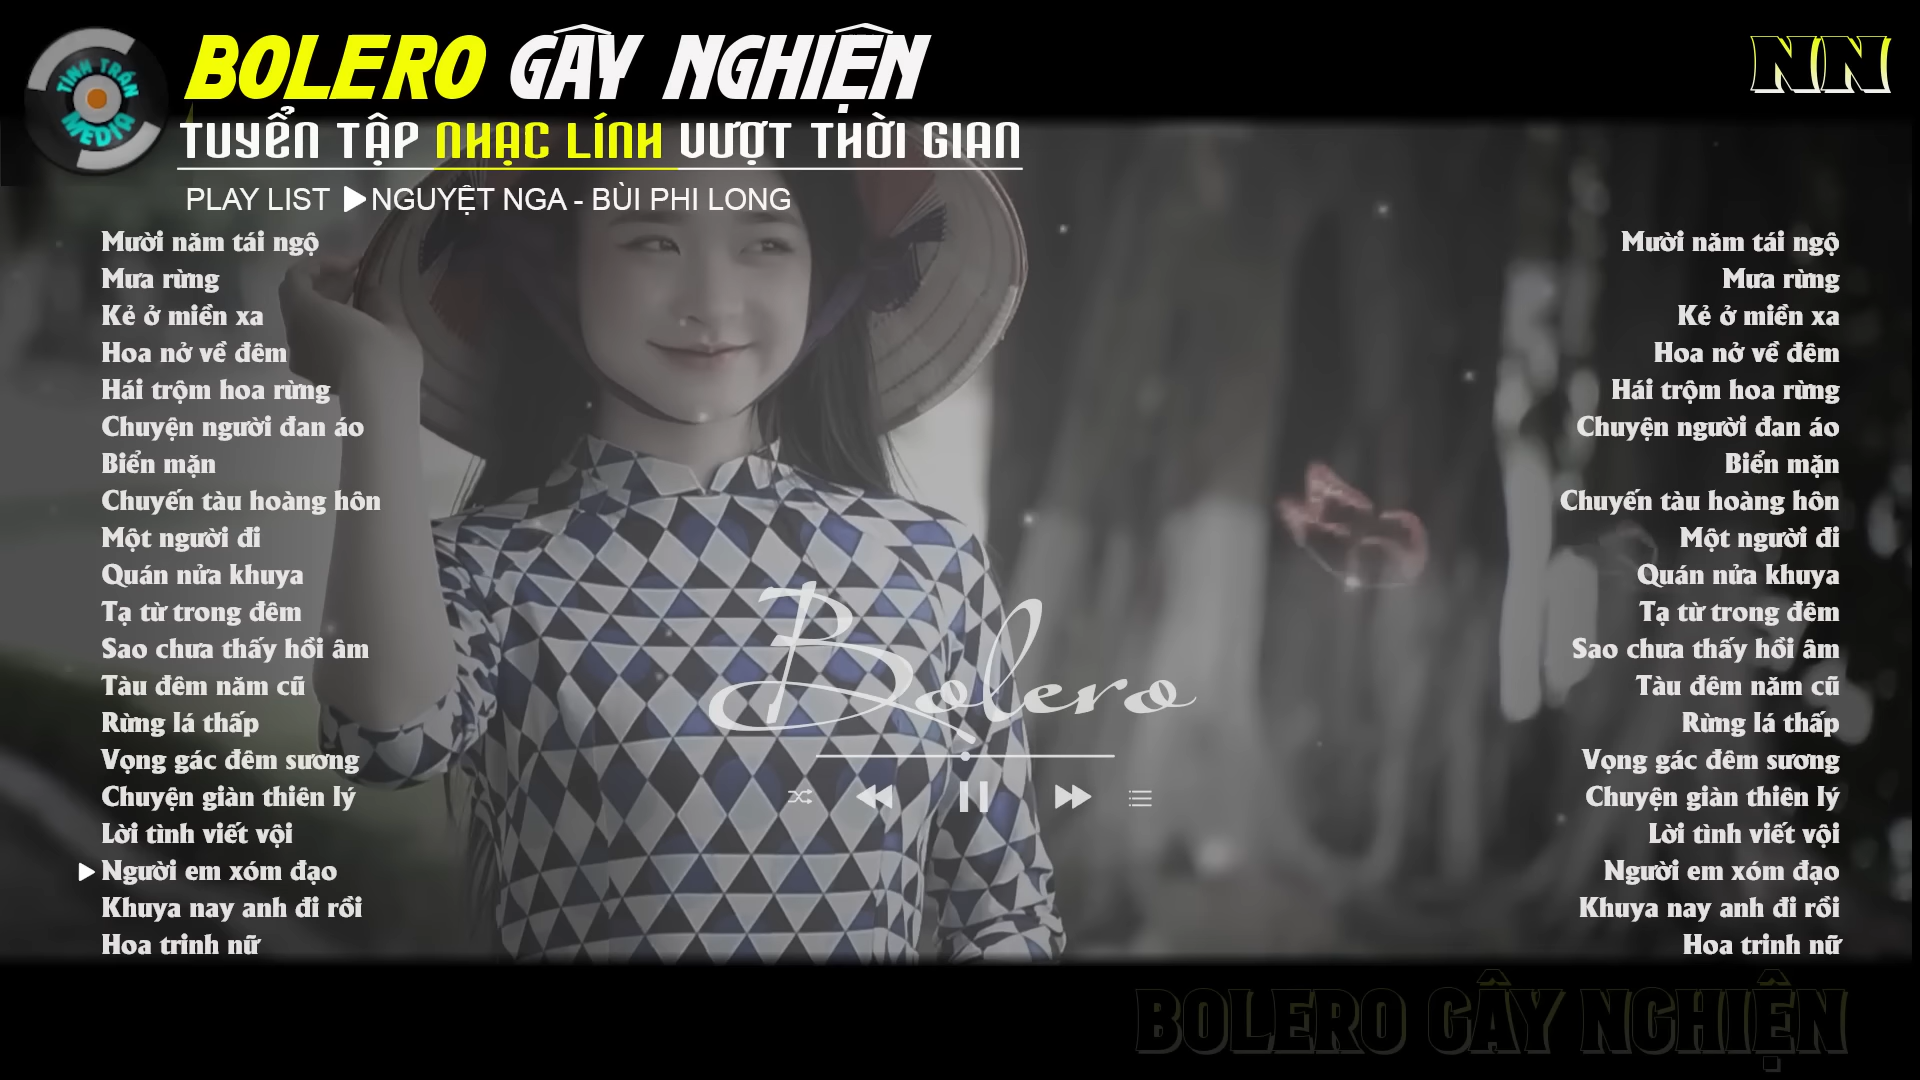 TÌNH TRẦN
MEDIA
BOLERO GÂY NGHIỆN
NN
TUYỂN TẬP NHẠC LÍNH VƯỢT THỜI GIAN
PLAY LIST ▶NGUYỆT NGA - BÙI PHI LONG
Mười năm tái ngộ
Mưa rừng
Kẻ ở miền xa
Hoa nở về đêm
Hái trộm hoa rừng
Chuyện người đan áo
Biển mặn
Chuyến tàu hoàng hôn
Một người đi
Quán nửa khuya
Tạ từ trong đêm
Sao chưa thấy hồi âm
Tàu đêm năm cũ
Rừng lá thấp
Vọng gác đêm sương
Chuyện giàn thiên lý
Lời tình viết vội
Người em xóm đạo
Khuya nay anh đi rồi
Hoa trinh nữ
Bolero
Mười năm tái ngộ
Mưa rừng
Kẻ ở miền xa
Hoa nở về đêm
Hái trộm hoa rừng
Chuyện người đan áo
Biển mặn
Chuyến tàu hoàng hôn
Một người đi
Quán nửa khuya
Tạ từ trong đêm
Sao chưa thấy hồi âm
Tàu đêm năm cũ
Rừng lá thấp
Vọng gác đêm sương
Chuyện giàn thiên lý
Lời tình viết vội
Người em xóm đạo
Khuya nay anh đi rồi
Hoa trinh nữ
BOLERO GÂY NGHIỆN